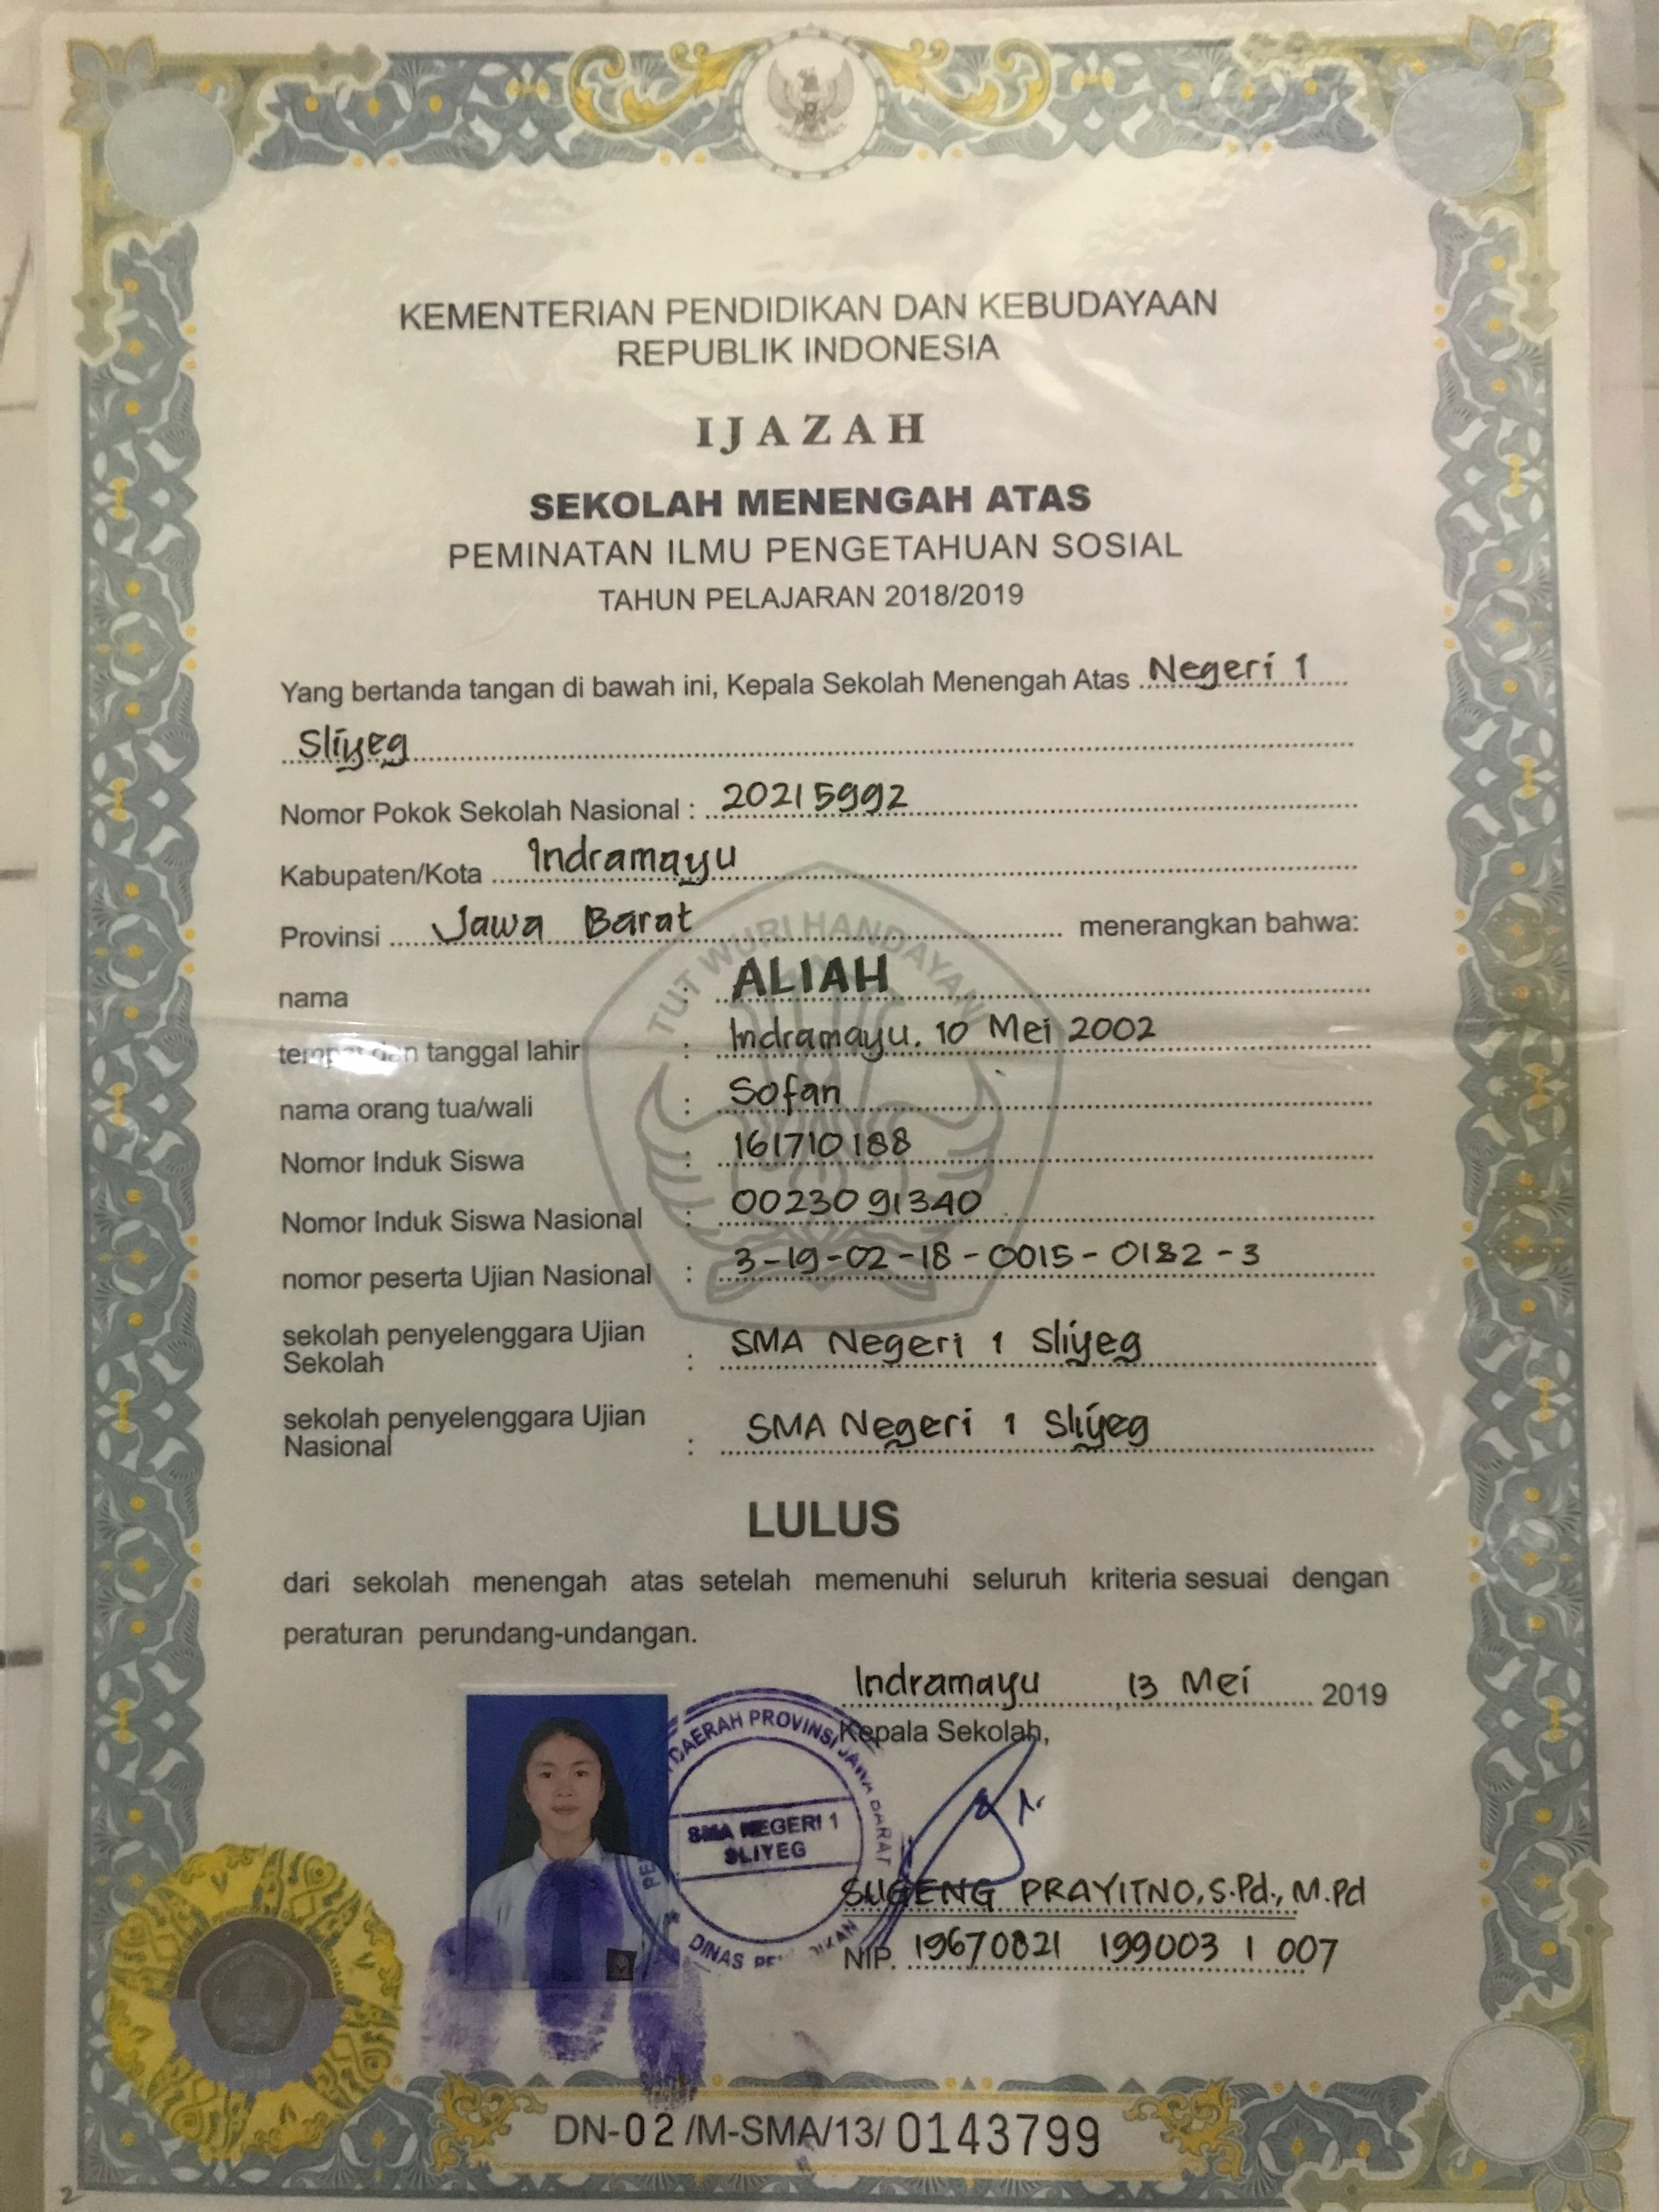 KEMENTERIAN PENDIDIKAN DAN KEBUDAYAAN
REPUBLIK INDONESIA
IJAZAH
SEKOLAH MENENGAH ATAS
PEMINATAN ILMU PENGETAHUAN SOSIAL
TAHUN PELAJARAN 2018/2019
Yang bertanda tangan di bawah ini, Kepala Sekolah Menengah Atas Negeri 1
Sliyeg
Nomor Pokok Sekolah Nasional : 20215992
Kabupaten/Kota Indramayu
Provinsi Jawa Barat menerangkan bahwa:
TUT WURI HANDAYANI
nama : ALIAH
tempat dan tanggal lahir : Indramayu, 10 Mei 2002
nama orang tua/wali : Sofan
Nomor Induk Siswa : 161710188
Nomor Induk Siswa Nasional : 0023091340
nomor peserta Ujian Nasional : 3-19-02-18-0015-0182-3
sekolah penyelenggara Ujian
Sekolah : SMA Negeri 1 Sliyeg
sekolah penyelenggara Ujian
Nasional : SMA Negeri 1 Sliyeg
LULUS
dari sekolah menengah atas setelah memenuhi seluruh kriteria sesuai dengan
peraturan perundang-undangan.
Indramayu, 13 Mei 2019
Kepala Sekolah,
DAERAH PROVINSI JAWA BARAT
SMA NEGERI 1
SLIYEG
DINAS
SUGENG PRAYITNO, S.Pd., M.Pd
NIP. 19670821 199003 1 007
DN-02/M-SMA/13/0143799
2